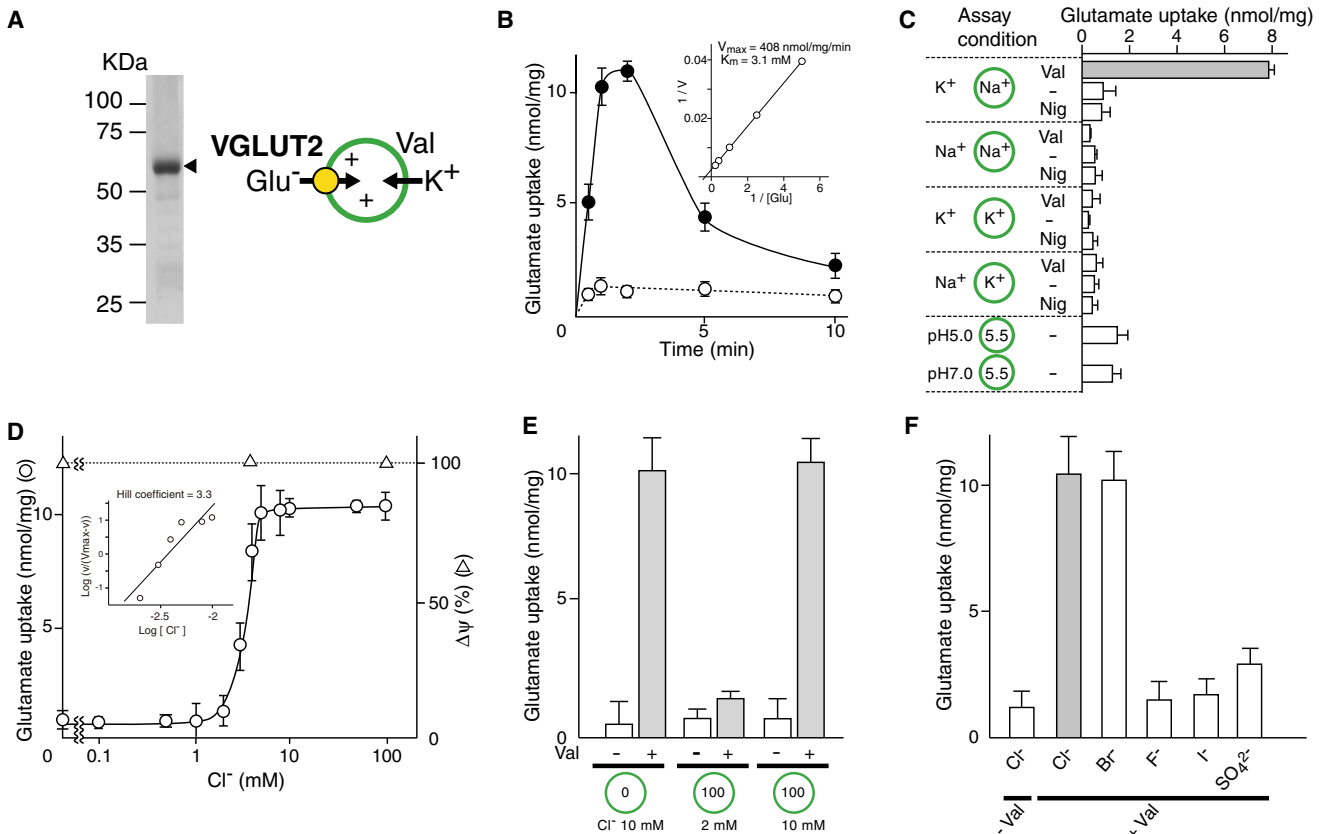 A
KDa
100
75
50
35
25
VGLUT2
Glu⁻
+
+
Val
K⁺
B
Glutamate uptake (nmol/mg)
10
5
0
5
10
Time (min)
Vmax = 408 nmol/mg/min
Km = 3.1 mM
1 / V
0.04
0.02
0
2
4
6
1 / [Glu]
C
Assay condition
Glutamate uptake (nmol/mg)
0 2 4 6 8
K⁺ Na⁺
Val
–
Nig
Na⁺ Na⁺
Val
–
Nig
K⁺ K⁺
Val
–
Nig
Na⁺ K⁺
Val
–
Nig
pH5.0 5.5 –
pH7.0 5.5 –
D
Glutamate uptake (nmol/mg) (○)
10
5
0
0 0.1 1 10 100
Cl⁻ (mM)
Δψ (%) (△)
100
50
0
Hill coefficient = 3.3
Log (v/(Vmax-v))
1
0
-1
-2.5 -2
Log [ Cl⁻ ]
E
Glutamate uptake (nmol/mg)
10
5
0
Val – + – + – +
0 100 100
Cl⁻ 10 mM 2 mM 10 mM
F
Glutamate uptake (nmol/mg)
10
5
0
Cl⁻ Cl⁻ Br⁻ F⁻ I⁻ SO₄²⁻
- Val
+ Val